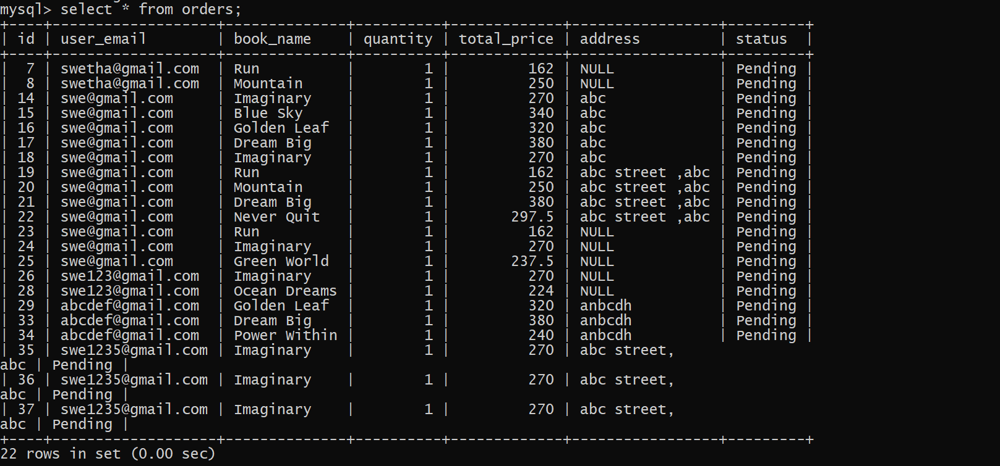 mysql> select * from orders;
+----+-------------------+--------------+----------+-------------+-----------------+---------+
| id | user_email        | book_name    | quantity | total_price | address         | status  |
+----+-------------------+--------------+----------+-------------+-----------------+---------+
|  7 | swetha@gmail.com  | Run          |        1 |         162 | NULL            | Pending |
|  8 | swetha@gmail.com  | Mountain     |        1 |         250 | NULL            | Pending |
| 14 | swe@gmail.com     | Imaginary    |        1 |         270 | abc             | Pending |
| 15 | swe@gmail.com     | Blue Sky     |        1 |         340 | abc             | Pending |
| 16 | swe@gmail.com     | Golden Leaf  |        1 |         320 | abc             | Pending |
| 17 | swe@gmail.com     | Dream Big    |        1 |         380 | abc             | Pending |
| 18 | swe@gmail.com     | Imaginary    |        1 |         270 | abc             | Pending |
| 19 | swe@gmail.com     | Run          |        1 |         162 | abc street ,abc | Pending |
| 20 | swe@gmail.com     | Mountain     |        1 |         250 | abc street ,abc | Pending |
| 21 | swe@gmail.com     | Dream Big    |        1 |         380 | abc street ,abc | Pending |
| 22 | swe@gmail.com     | Never Quit   |        1 |       297.5 | abc street ,abc | Pending |
| 23 | swe@gmail.com     | Run          |        1 |         162 | NULL            | Pending |
| 24 | swe@gmail.com     | Imaginary    |        1 |         270 | NULL            | Pending |
| 25 | swe@gmail.com     | Green World  |        1 |       237.5 | NULL            | Pending |
| 26 | swe123@gmail.com  | Imaginary    |        1 |         270 | NULL            | Pending |
| 28 | swe123@gmail.com  | Ocean Dreams |        1 |         224 | NULL            | Pending |
| 29 | abcdef@gmail.com  | Golden Leaf  |        1 |         320 | anbcdh          | Pending |
| 33 | abcdef@gmail.com  | Dream Big    |        1 |         380 | anbcdh          | Pending |
| 34 | abcdef@gmail.com  | Power Within |        1 |         240 | anbcdh          | Pending |
| 35 | swe1235@gmail.com | Imaginary    |        1 |         270 | abc street,
abc | Pending |
| 36 | swe1235@gmail.com | Imaginary    |        1 |         270 | abc street,
abc | Pending |
| 37 | swe1235@gmail.com | Imaginary    |        1 |         270 | abc street,
abc | Pending |
+----+-------------------+--------------+----------+-------------+-----------------+---------+
22 rows in set (0.00 sec)